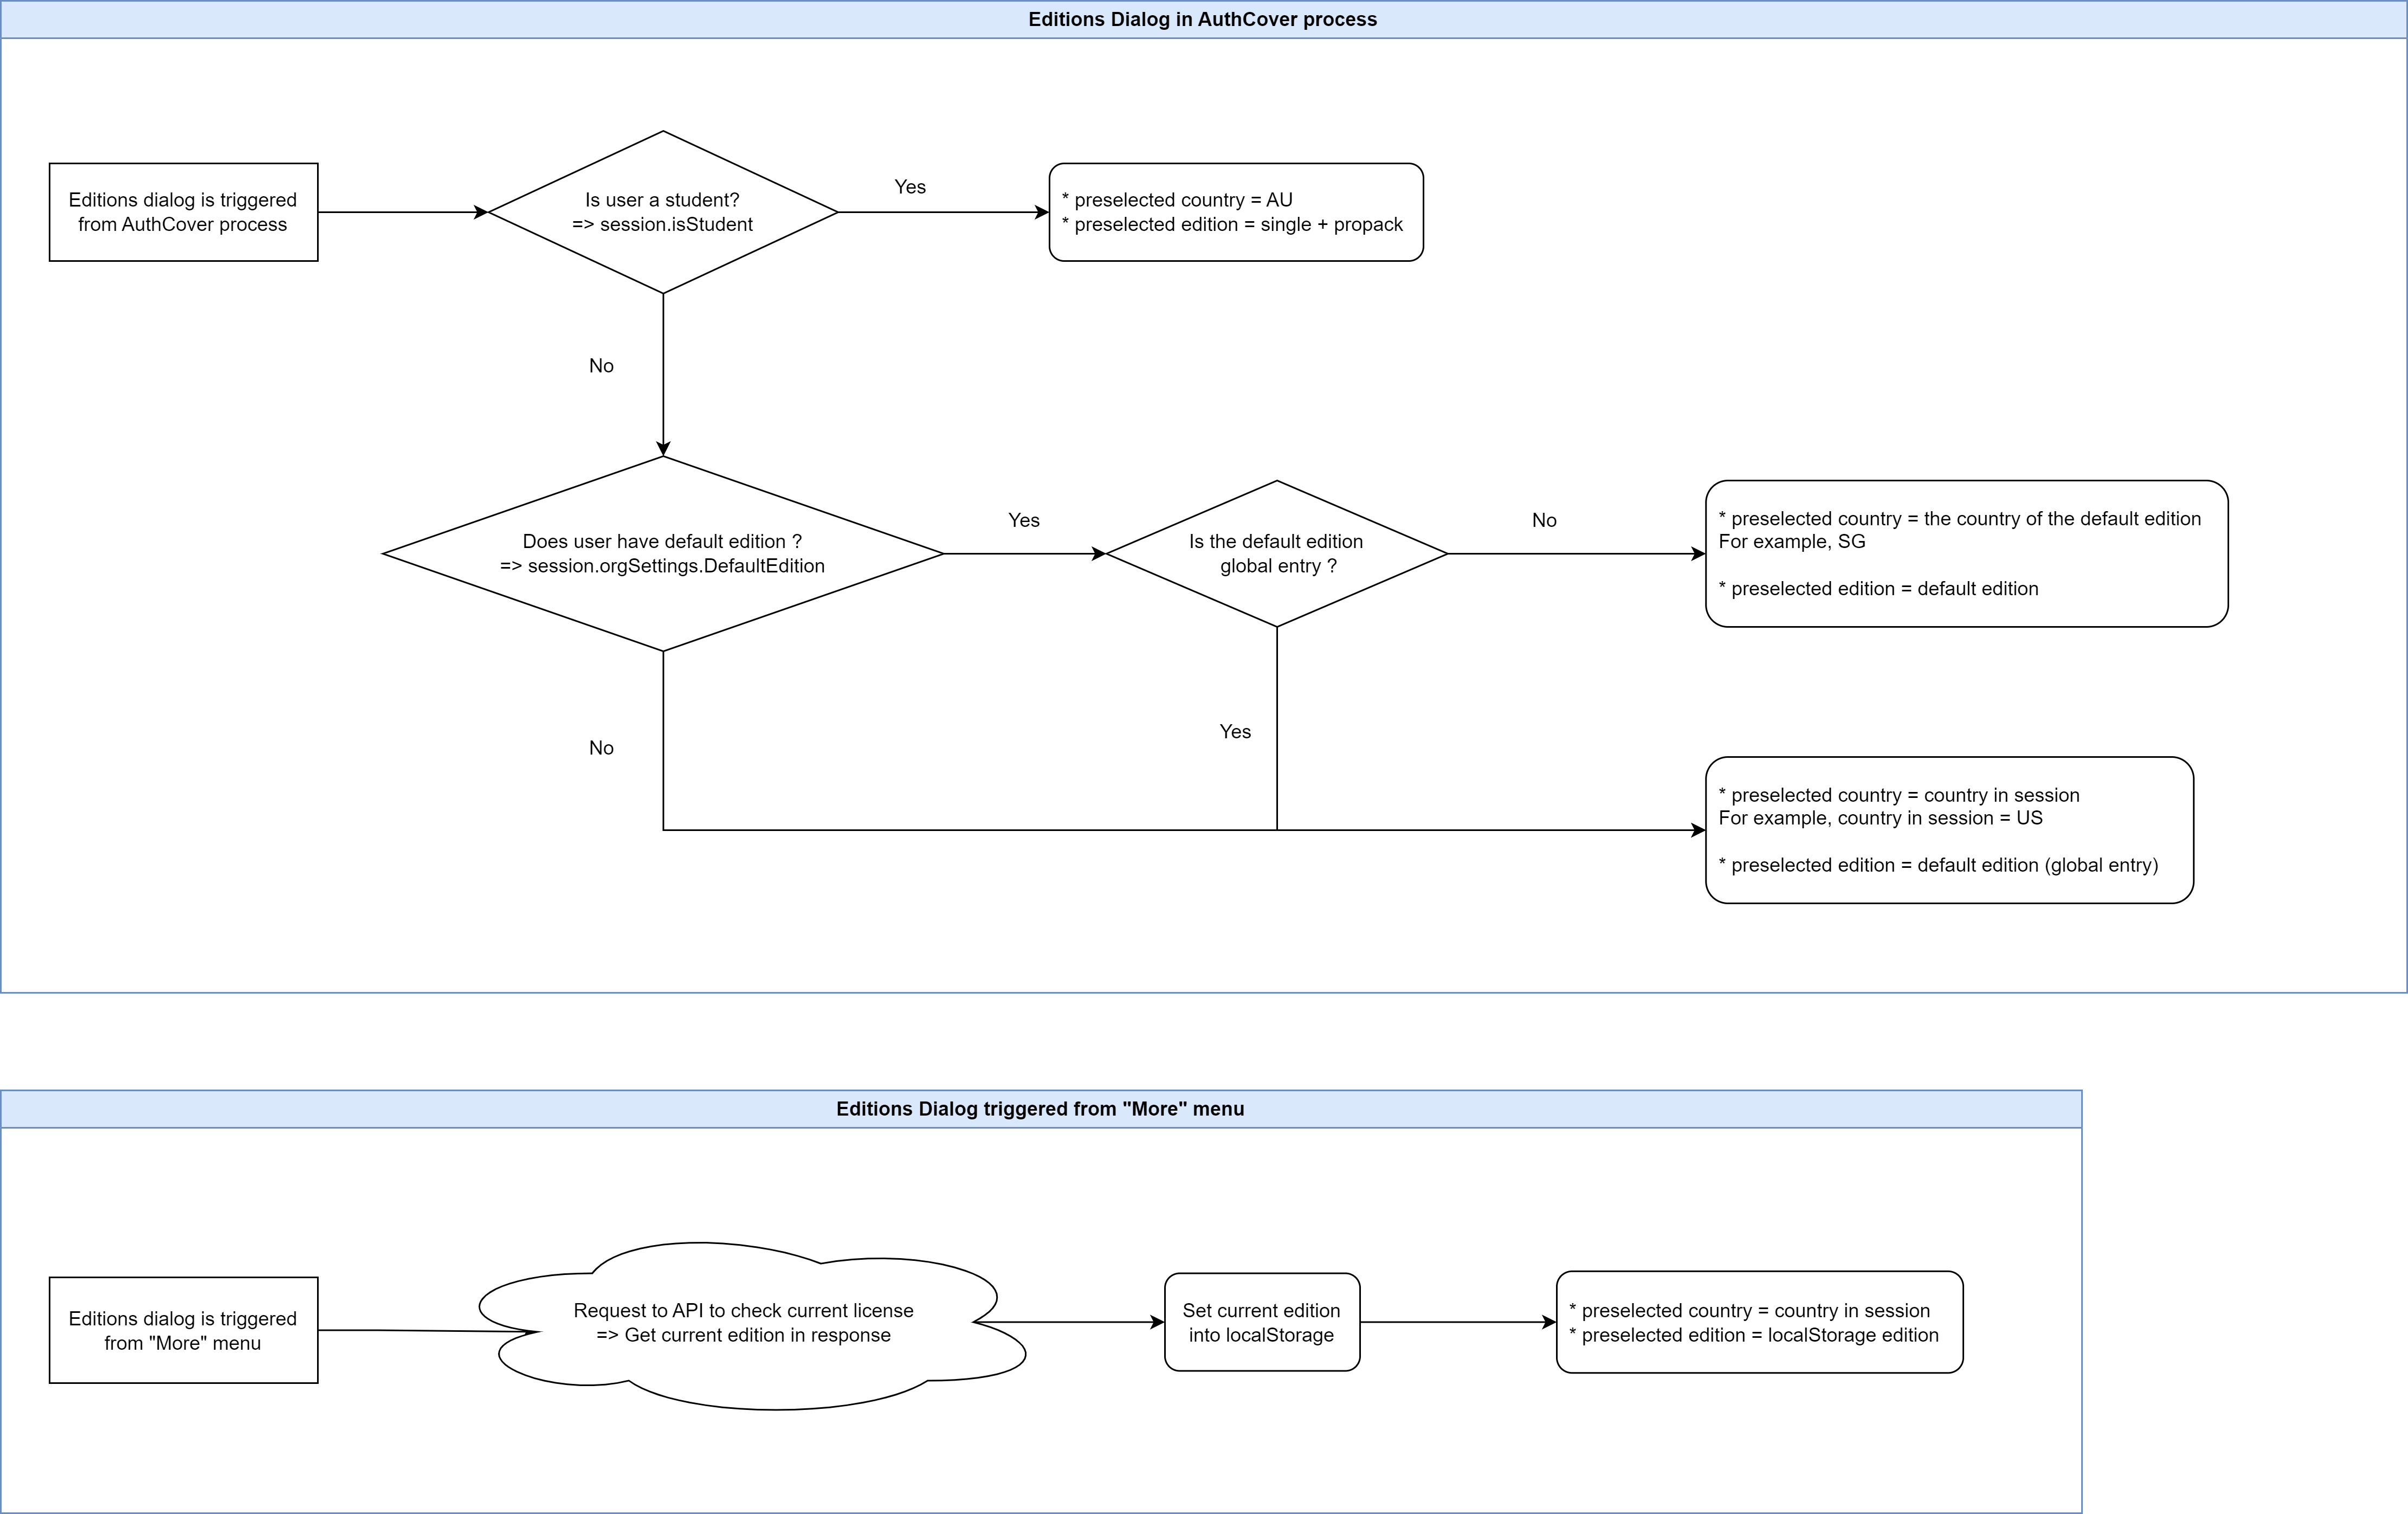 Editions Dialog in AuthCover process
Editions dialog is triggered
from AuthCover process
Is user a student?
=> session.isStudent
Yes
* preselected country = AU
* preselected edition = single + propack
No
Does user have default edition ?
=> session.orgSettings.DefaultEdition
Yes
Is the default edition
global entry ?
No
* preselected country = the country of the default edition
For example, SG
* preselected edition = default edition
No
Yes
* preselected country = country in session
For example, country in session = US
* preselected edition = default edition (global entry)
Editions Dialog triggered from "More" menu
Editions dialog is triggered
from "More" menu
Request to API to check current license
=> Get current edition in response
Set current edition
into localStorage
* preselected country = country in session
* preselected edition = localStorage edition